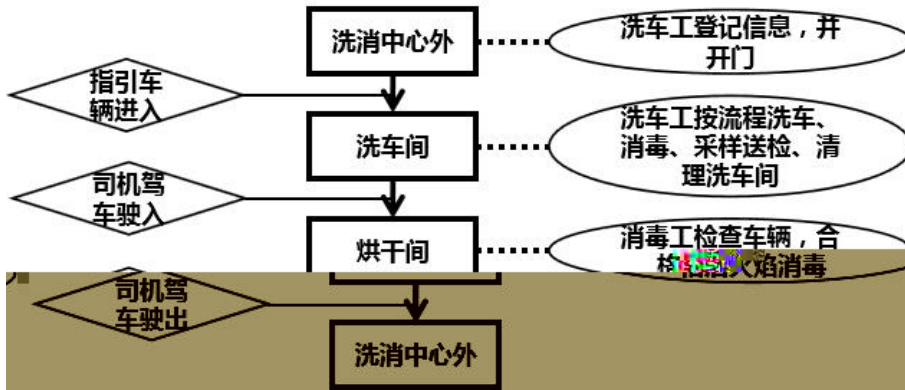 洗消中心外
洗车工登记信息，并
开门
指引车
辆进入
洗车间
洗车工按流程洗车、
消毒、采样送检、清
理洗车间
司机驾
车驶入
烘干间
消毒工检查车辆，合
格 火焰消毒
司机驾
车驶出
洗消中心外